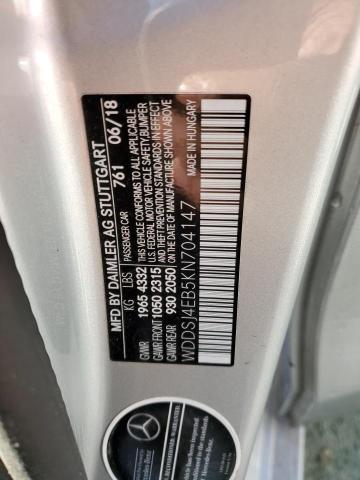 MFD BY DAIMLER AG STUTTGART
761 06/18
KG LBS PASSENGER CAR
GVWR 1965 4332 THIS VEHICLE CONFORMS TO ALL APPLICABLE
GAWR FRONT 1050 2315 U.S. FEDERAL MOTOR VEHICLE SAFETY, BUMPER
GAWR REAR 930 2050 AND THEFT PREVENTION STANDARDS IN EFFECT
ON THE DATE OF MANUFACTURE SHOWN ABOVE
WDDSJ4EB5KN704147
MADE IN HUNGARY
Mercedes-Benz